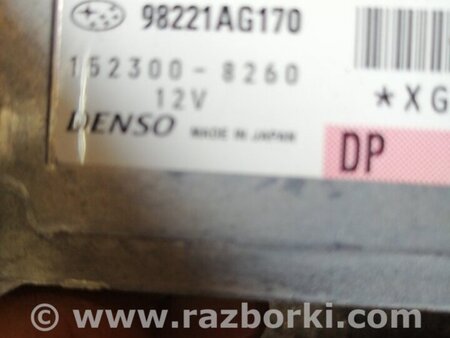 98221AG170
152300-8260
12V
*XG
DENSO MADE IN JAPAN
DP
© www.razborki.com